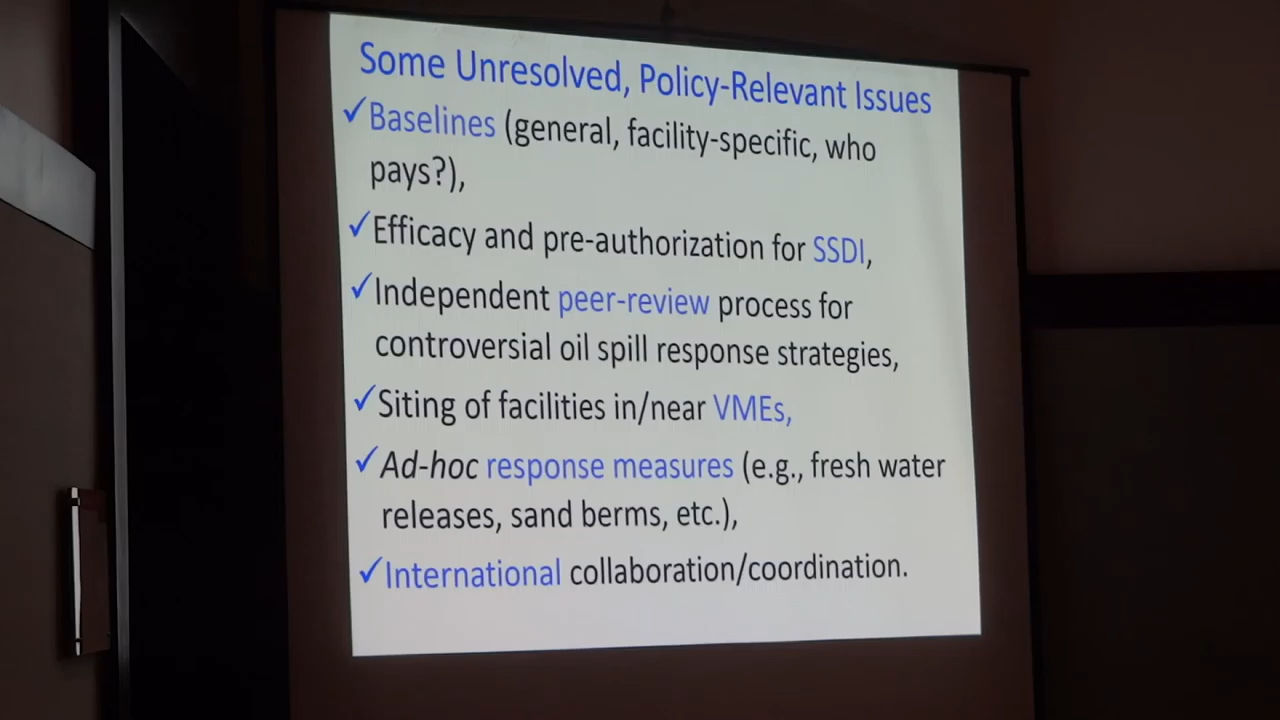 Some Unresolved, Policy-Relevant Issues
✓Baselines (general, facility-specific, who
pays?),
✓Efficacy and pre-authorization for SSDI,
✓Independent peer-review process for
controversial oil spill response strategies,
✓Siting of facilities in/near VMEs,
✓Ad-hoc response measures (e.g., fresh water
releases, sand berms, etc.),
✓International collaboration/coordination.